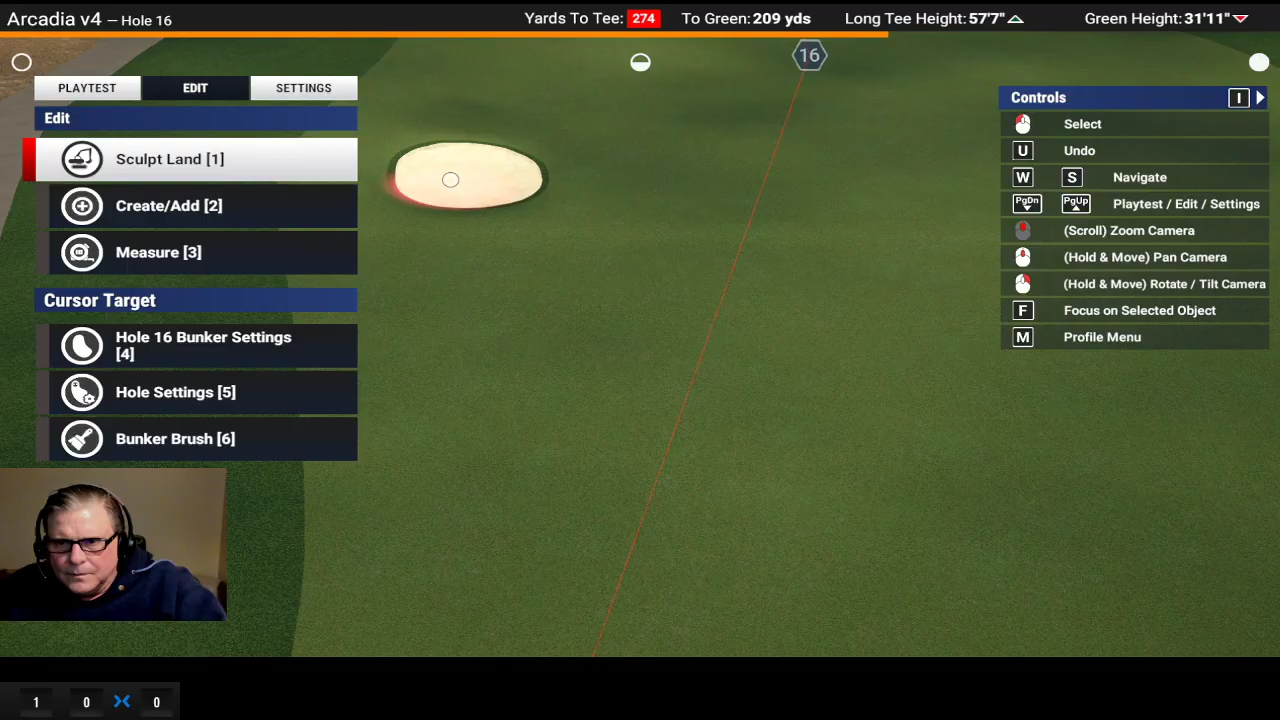 Arcadia v4 – Hole 16
Yards To Tee: 274 To Green: 209 yds Long Tee Height: 57'7" Green Height: 31'11"
16
PLAYTEST EDIT SETTINGS
Edit
Sculpt Land [1]
Create/Add [2]
Measure [3]
Cursor Target
Hole 16 Bunker Settings
[4]
Hole Settings [5]
Bunker Brush [6]
Controls I
Select
U Undo
W S Navigate
PgDn PgUp Playtest / Edit / Settings
(Scroll) Zoom Camera
(Hold & Move) Pan Camera
(Hold & Move) Rotate / Tilt Camera
F Focus on Selected Object
M Profile Menu
1 0 0